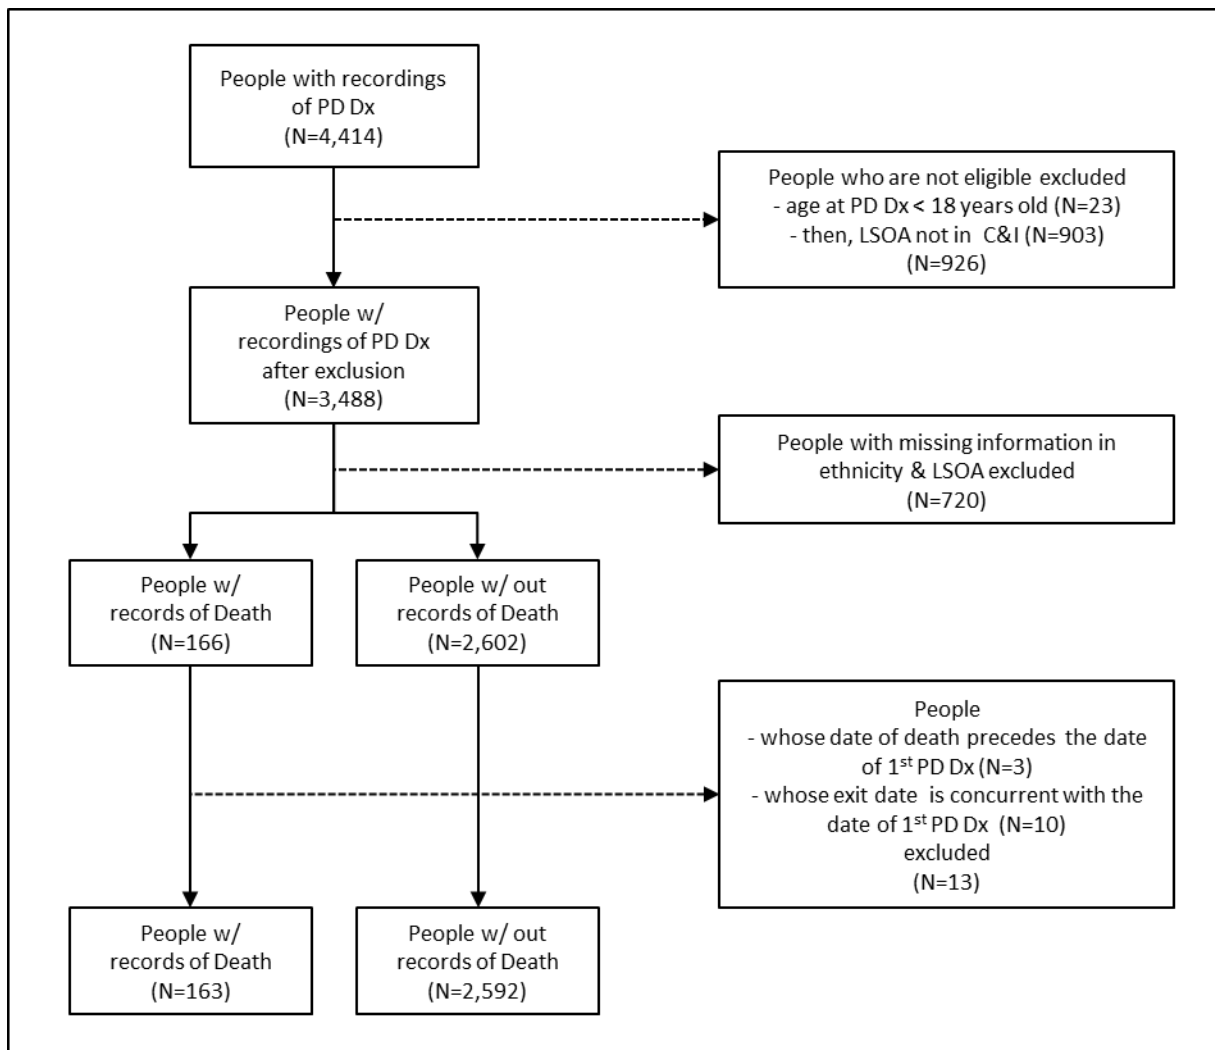 People with recordings
of PD Dx
(N=4,414)
People who are not eligible excluded
- age at PD Dx < 18 years old (N=23)
- then, LSOA not in C&I (N=903)
(N=926)
People w/
recordings of PD Dx
after exclusion
(N=3,488)
People with missing information in
ethnicity & LSOA excluded
(N=720)
People w/
records of Death
(N=166)
People w/ out
records of Death
(N=2,602)
People
- whose date of death precedes the date
of 1st PD Dx (N=3)
- whose exit date is concurrent with the
date of 1st PD Dx (N=10)
excluded
(N=13)
People w/
records of Death
(N=163)
People w/ out
records of Death
(N=2,592)